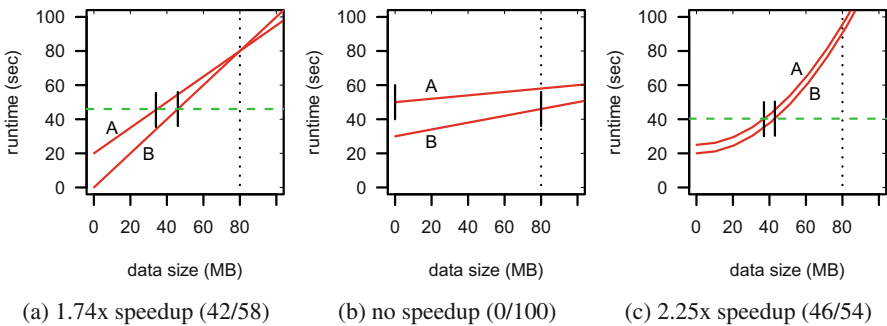 100
80
60
40
20
0
runtime (sec)
A
B
0 20 40 60 80
data size (MB)
(a) 1.74x speedup (42/58)
100
80
60
40
20
0
runtime (sec)
A
B
0 20 40 60 80
data size (MB)
(b) no speedup (0/100)
100
80
60
40
20
0
runtime (sec)
A
B
0 20 40 60 80
data size (MB)
(c) 2.25x speedup (46/54)